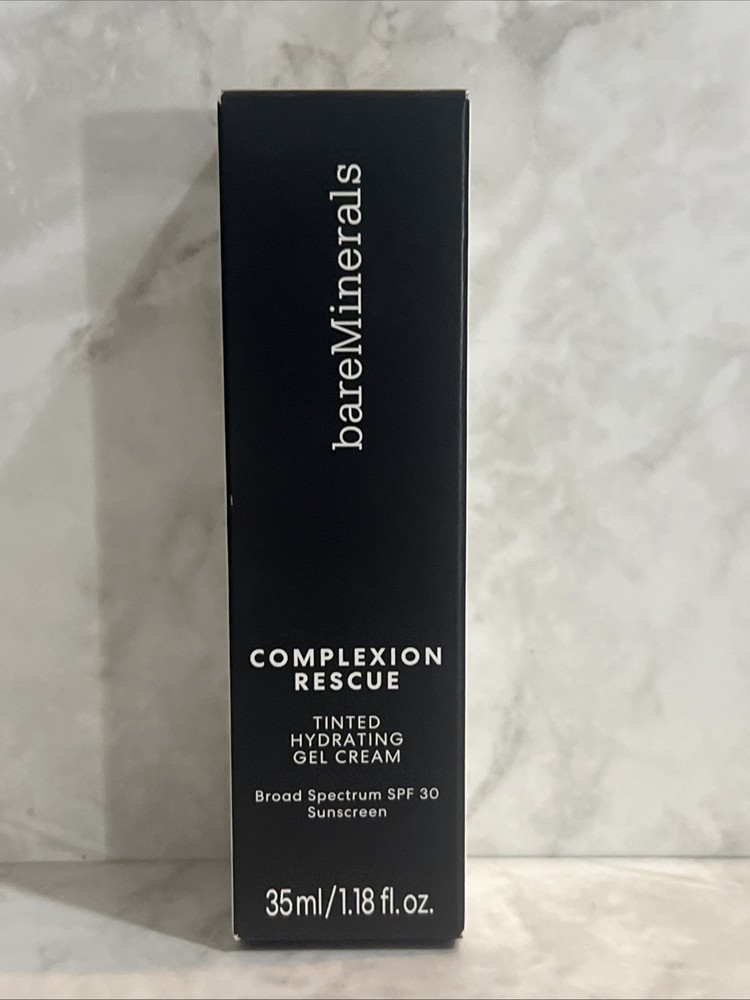 bareMinerals
COMPLEXION
RESCUE
TINTED
HYDRATING
GEL CREAM
Broad Spectrum SPF 30
Sunscreen
35ml/1.18 fl. oz.